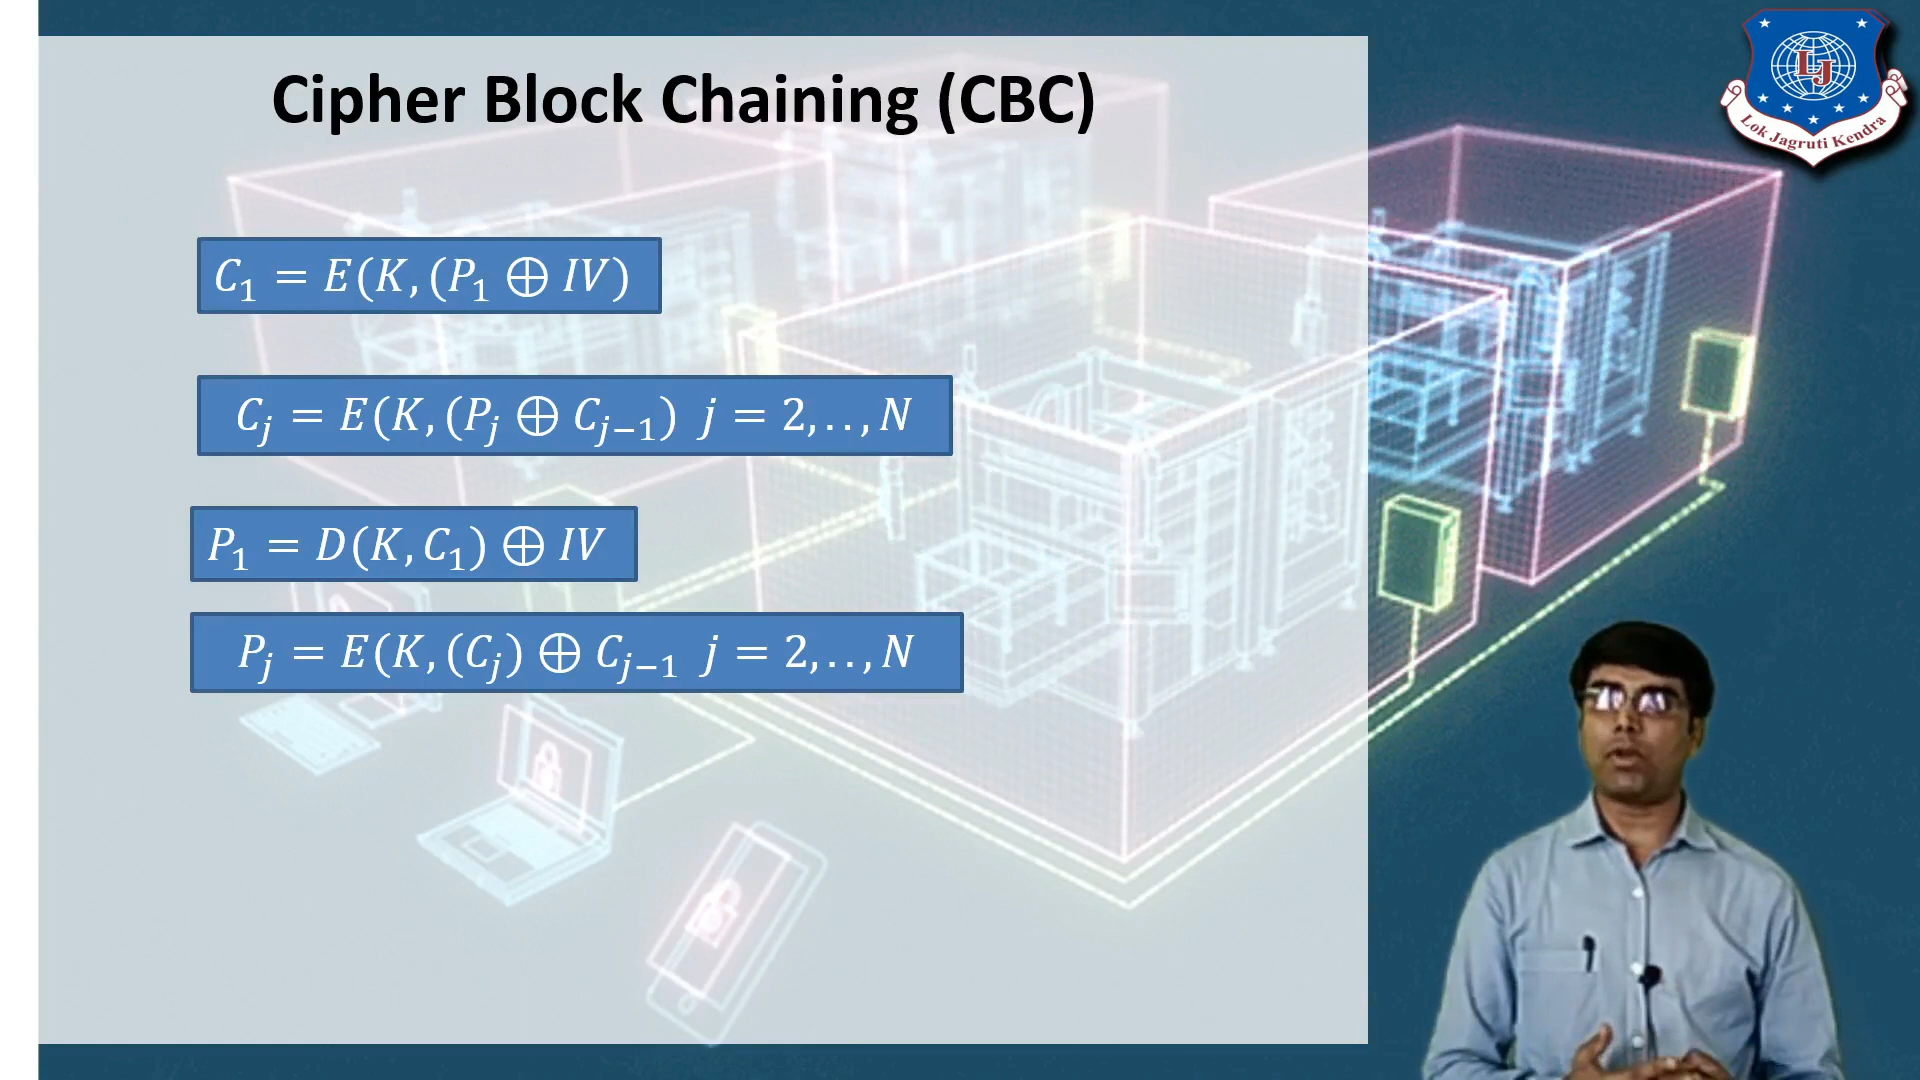 Cipher Block Chaining (CBC)
C₁ = E(K,(P₁ ⊕ IV)
Cⱼ = E(K,(Pⱼ ⊕ Cⱼ₋₁) j = 2,..,N
P₁ = D(K,C₁) ⊕ IV
Pⱼ = E(K,(Cⱼ) ⊕ Cⱼ₋₁ j = 2,..,N
LJ
Lok Jagruti Kendra